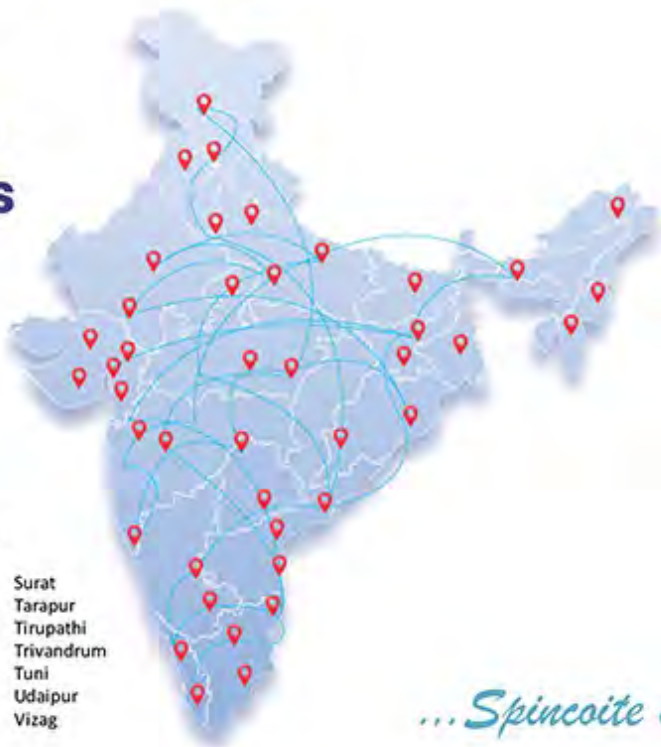 s
Surat
Tarapur
Tirupathi
Trivandrum
Tuni
Udaipur
Vizag
...Spincoite